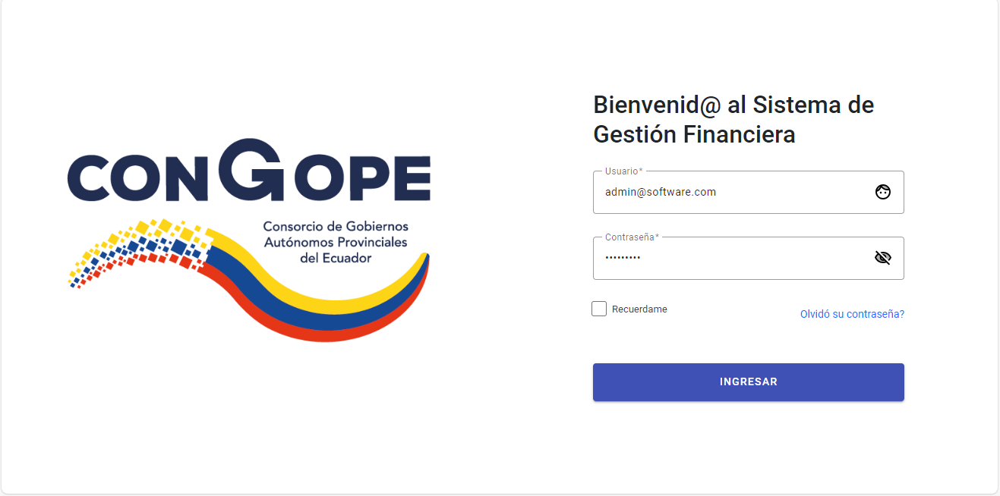 CONGOPE
Consorcio de Gobiernos
Autónomos Provinciales
del Ecuador
Bienvenid@ al Sistema de
Gestión Financiera
Usuario*
admin@software.com
Contraseña*
•••••••••
Recuerdame
Olvidó su contraseña?
INGRESAR